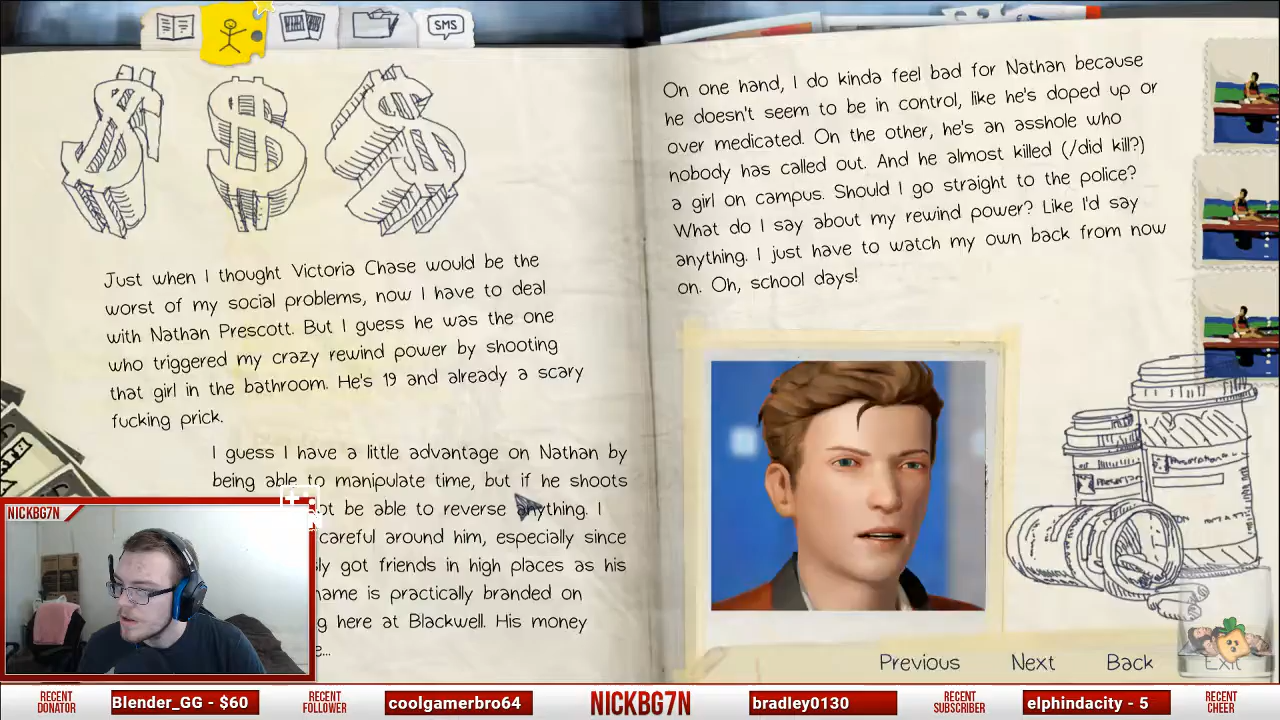 SMS
Just when I thought Victoria Chase would be the
worst of my social problems, now I have to deal
with Nathan Prescott. But I guess he was the one
who triggered my crazy rewind power by shooting
that girl in the bathroom. He's 19 and already a scary
fucking prick.
I guess I have a little advantage on Nathan by
being able to manipulate time, but if he shoots
be able to reverse anything. I
careful around him, especially since
got friends in high places as his
name is practically branded on
here at Blackwell. His money
On one hand, I do kinda feel bad for Nathan because
he doesn't seem to be in control, like he's doped up or
over medicated. On the other, he's an asshole who
nobody has called out. And he almost killed (/did kill?)
a girl on campus. Should I go straight to the police?
What do I say about my rewind power? Like I'd say
anything. I just have to watch my own back from now
on. Oh, school days!
Previous
Next
Back
NICKBG7N
RECENT DONATOR
Blender_GG - $60
RECENT FOLLOWER
coolgamerbro64
NICKBG7N
bradley0130
RECENT SUBSCRIBER
elphindacity - 5
RECENT CHEER